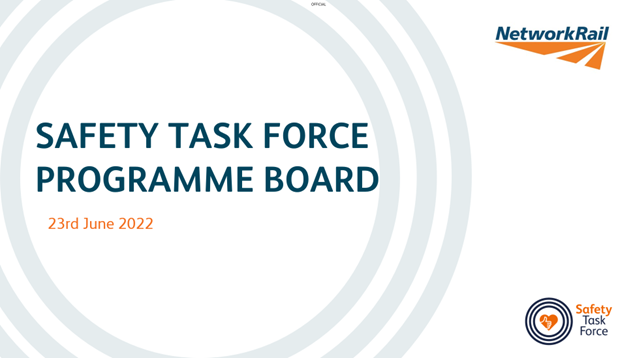 OFFICIAL
NetworkRail
SAFETY TASK FORCE
PROGRAMME BOARD
23rd June 2022
Safety
Task
Force